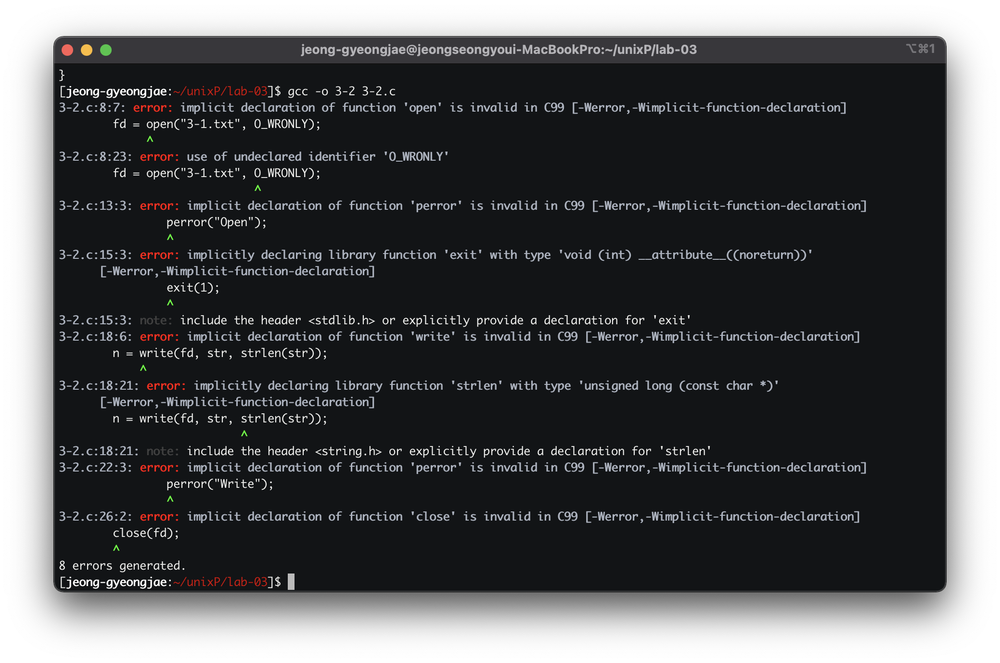 jeong-gyeongjae@jeongseongyoui-MacBookPro:~/unixP/lab-03 ⌥⌘1
}
[jeong-gyeongjae:~/unixP/lab-03]$ gcc -o 3-2 3-2.c
3-2.c:8:7: error: implicit declaration of function 'open' is invalid in C99 [-Werror,-Wimplicit-function-declaration]
        fd = open("3-1.txt", O_WRONLY);
             ^
3-2.c:8:23: error: use of undeclared identifier 'O_WRONLY'
        fd = open("3-1.txt", O_WRONLY);
                             ^
3-2.c:13:3: error: implicit declaration of function 'perror' is invalid in C99 [-Werror,-Wimplicit-function-declaration]
                perror("Open");
                ^
3-2.c:15:3: error: implicitly declaring library function 'exit' with type 'void (int) __attribute__((noreturn))'
      [-Werror,-Wimplicit-function-declaration]
                exit(1);
                ^
3-2.c:15:3: note: include the header <stdlib.h> or explicitly provide a declaration for 'exit'
3-2.c:18:6: error: implicit declaration of function 'write' is invalid in C99 [-Werror,-Wimplicit-function-declaration]
        n = write(fd, str, strlen(str));
            ^
3-2.c:18:21: error: implicitly declaring library function 'strlen' with type 'unsigned long (const char *)'
      [-Werror,-Wimplicit-function-declaration]
        n = write(fd, str, strlen(str));
                           ^
3-2.c:18:21: note: include the header <string.h> or explicitly provide a declaration for 'strlen'
3-2.c:22:3: error: implicit declaration of function 'perror' is invalid in C99 [-Werror,-Wimplicit-function-declaration]
                perror("Write");
                ^
3-2.c:26:2: error: implicit declaration of function 'close' is invalid in C99 [-Werror,-Wimplicit-function-declaration]
        close(fd);
        ^
8 errors generated.
[jeong-gyeongjae:~/unixP/lab-03]$